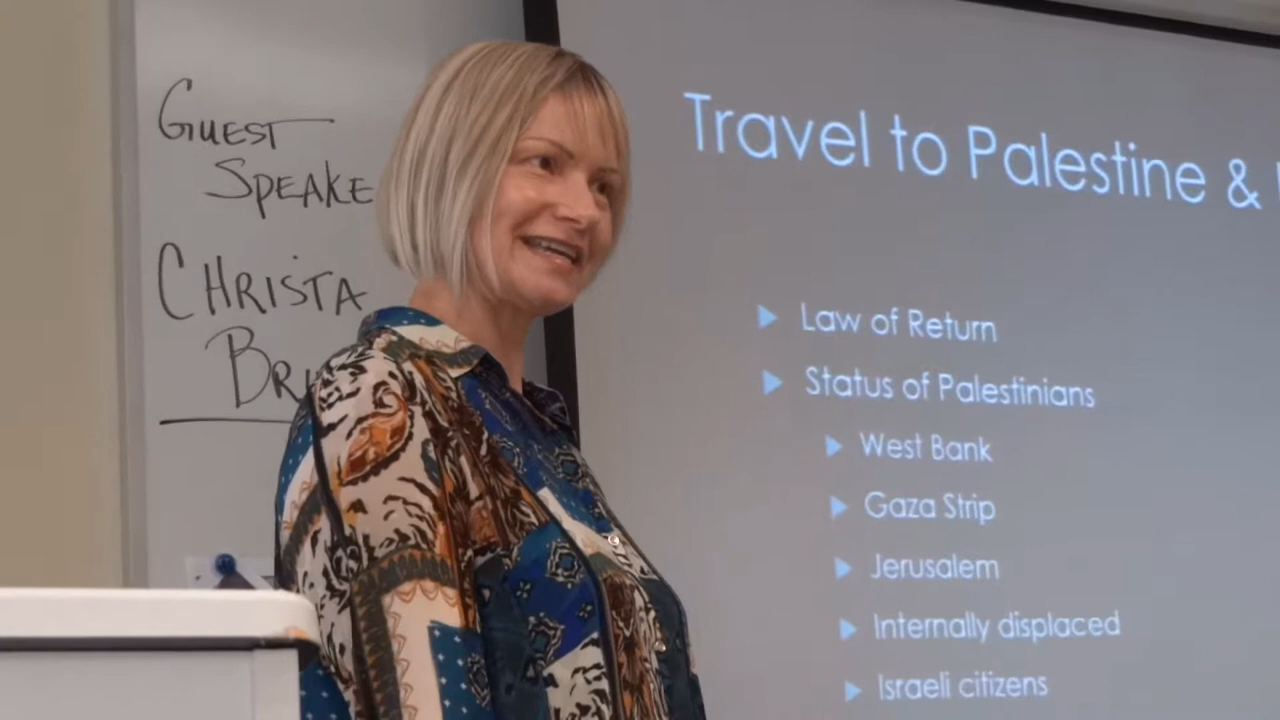 GUEST
SPEAKE
CHRISTA
Travel to Palestine &
Law of Return
Status of Palestinians
West Bank
Gaza Strip
Jerusalem
Internally displaced
Israeli citizens